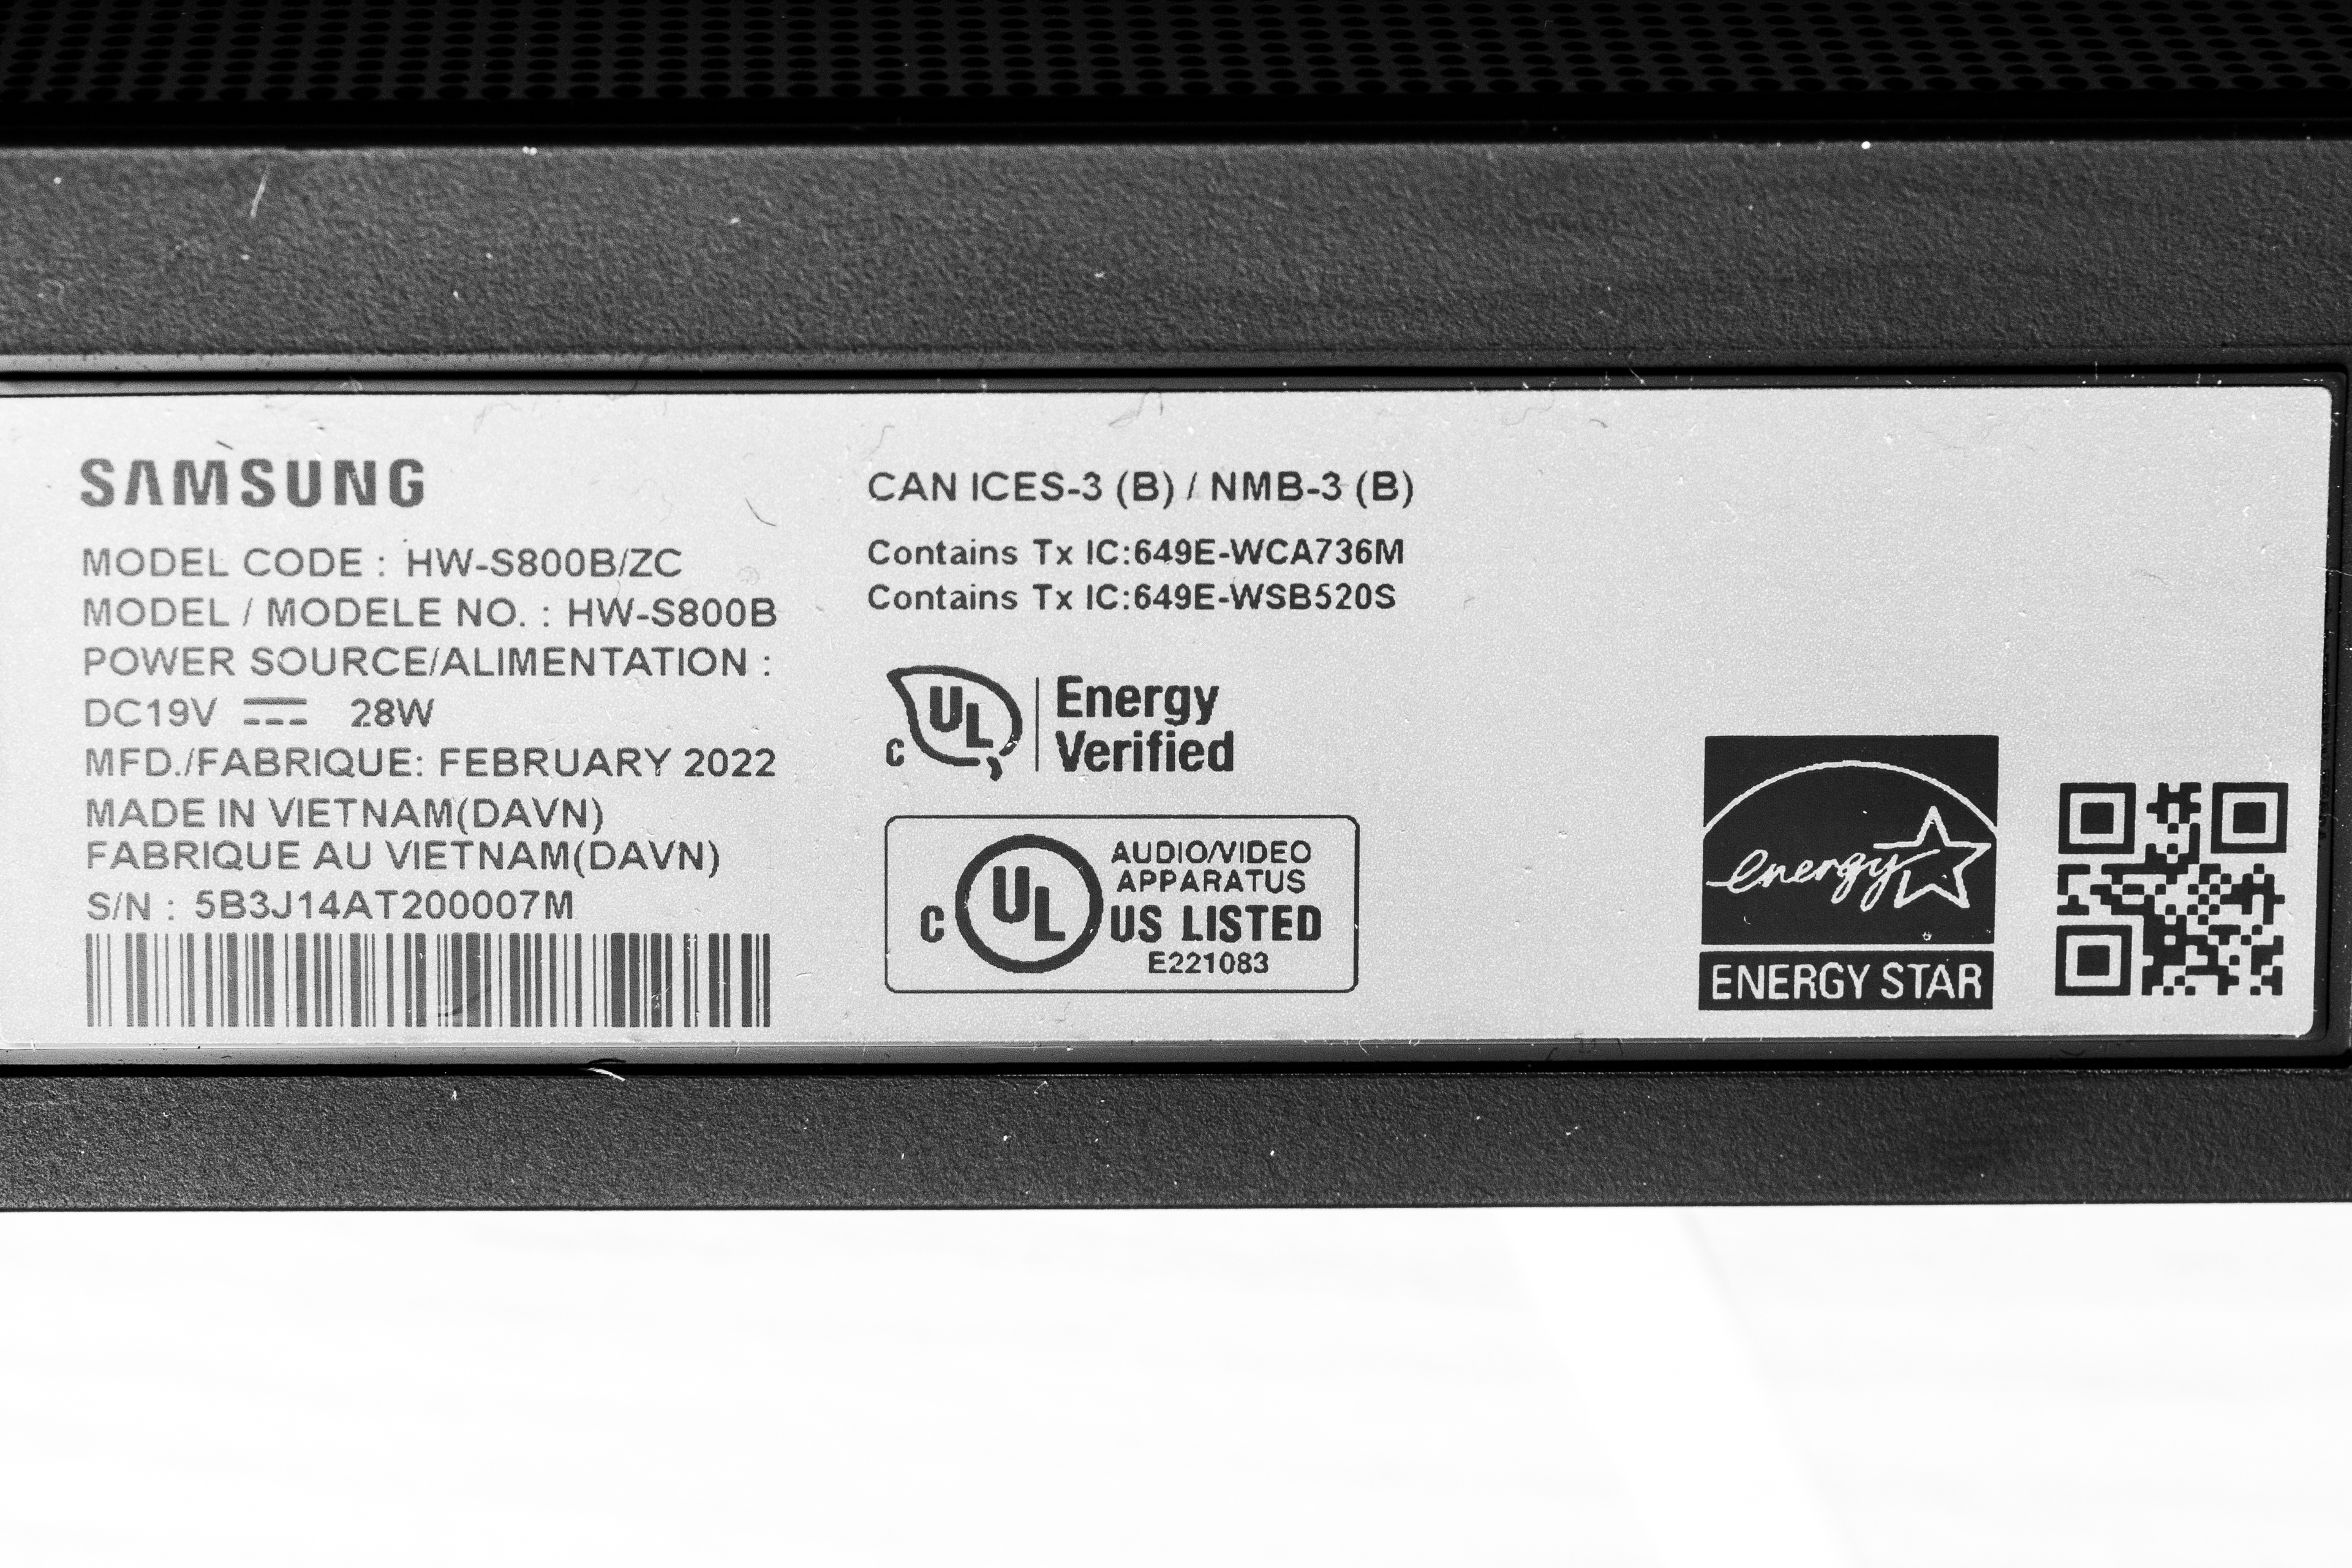 SAMSUNG
MODEL CODE : HW-S800B/ZC
MODEL / MODELE NO. : HW-S800B
POWER SOURCE/ALIMENTATION :
DC19V ⎓ 28W
MFD./FABRIQUE: FEBRUARY 2022
MADE IN VIETNAM(DAVN)
FABRIQUE AU VIETNAM(DAVN)
S/N : 5B3J14AT200007M
CAN ICES-3 (B) / NMB-3 (B)
Contains Tx IC:649E-WCA736M
Contains Tx IC:649E-WSB520S
C UL Energy
Verified
AUDIO/VIDEO
APPARATUS
C UL US LISTED
E221083
energy
ENERGY STAR